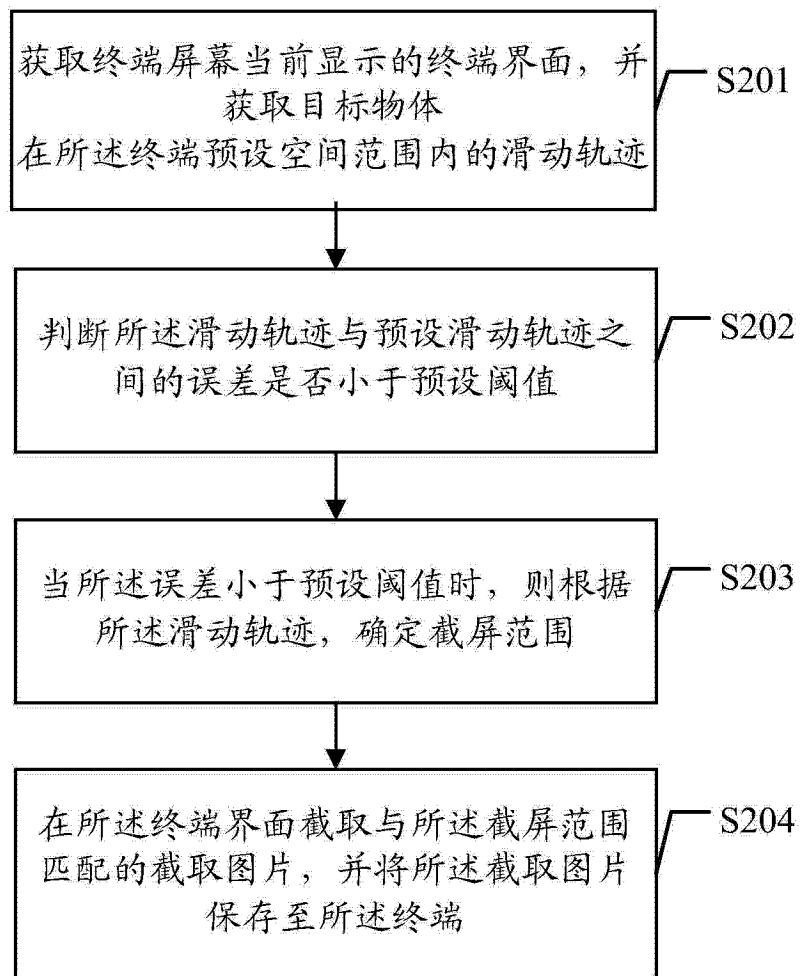 获取终端屏幕当前显示的终端界面，并
获取目标物体
在所述终端预设空间范围内的滑动轨迹
S201
判断所述滑动轨迹与预设滑动轨迹之
间的误差是否小于预设阈值
S202
当所述误差小于预设阈值时，则根据
所述滑动轨迹，确定截屏范围
S203
在所述终端界面截取与所述截屏范围
匹配的截取图片，并将所述截取图片
保存至所述终端
S204